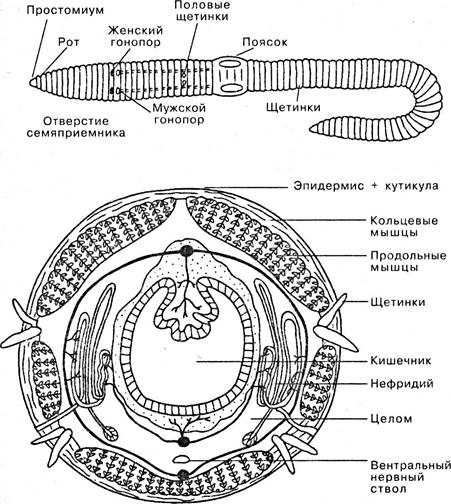 Простомиум
Рот
Женский
гонопор
Половые
щетинки
Поясок
Отверстие
семяприемника
Мужской
гонопор
Щетинки
Эпидермис + кутикула
Кольцевые
мышцы
Продольные
мышцы
Щетинки
Кишечник
Нефридий
Целом
Вентральный
нервный
ствол